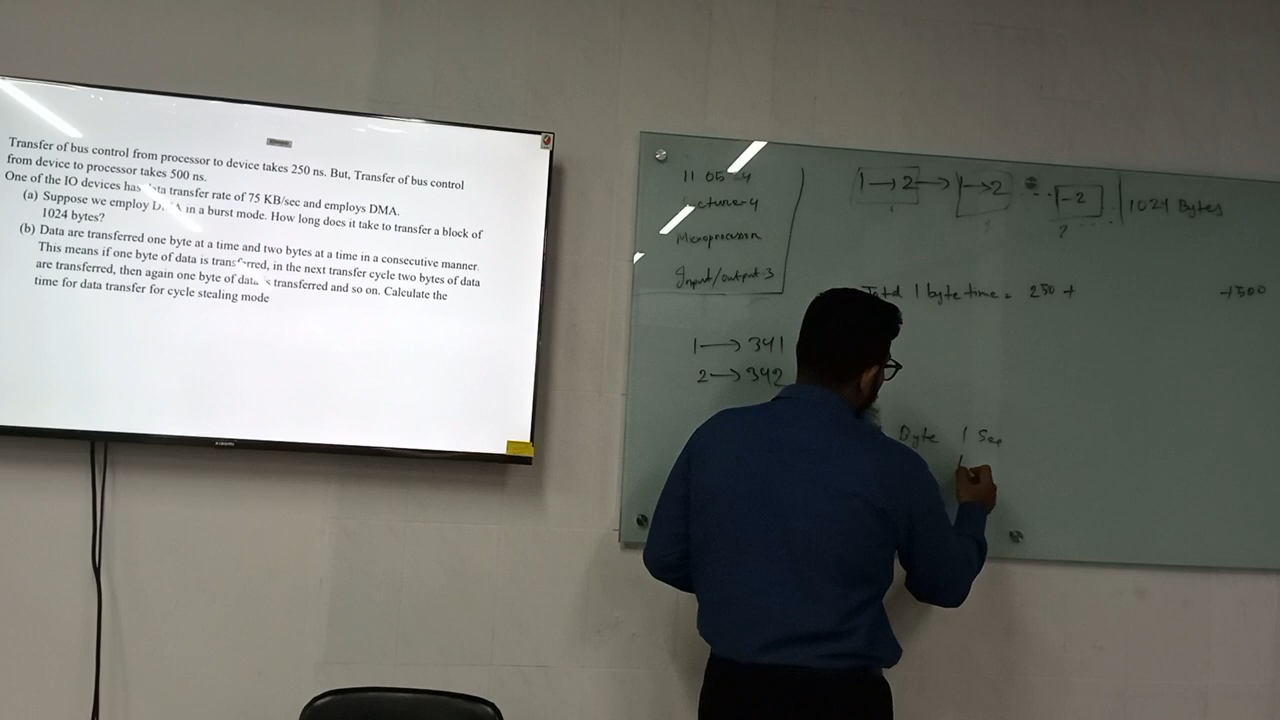 Transfer of bus control from processor to device takes 250 ns. But, Transfer of bus control
from device to processor takes 500 ns.
One of the IO devices has data transfer rate of 75 KB/sec and employs DMA.
(a) Suppose we employ DMA in a burst mode. How long does it take to transfer a block of
1024 bytes?
(b) Data are transferred one byte at a time and two bytes at a time in a consecutive manner.
This means if one byte of data is transferred, in the next transfer cycle two bytes of data
are transferred, then again one byte of data is transferred and so on. Calculate the
time for data transfer for cycle stealing mode
11 05
Lecture-4
Microprocessor
Input/output-3
1→2→ 1→2 ... 1-2 | 1024 Bytes
Total 1 byte time = 250 + +500
1→ 341
2→ 342
Byte 1 Sec